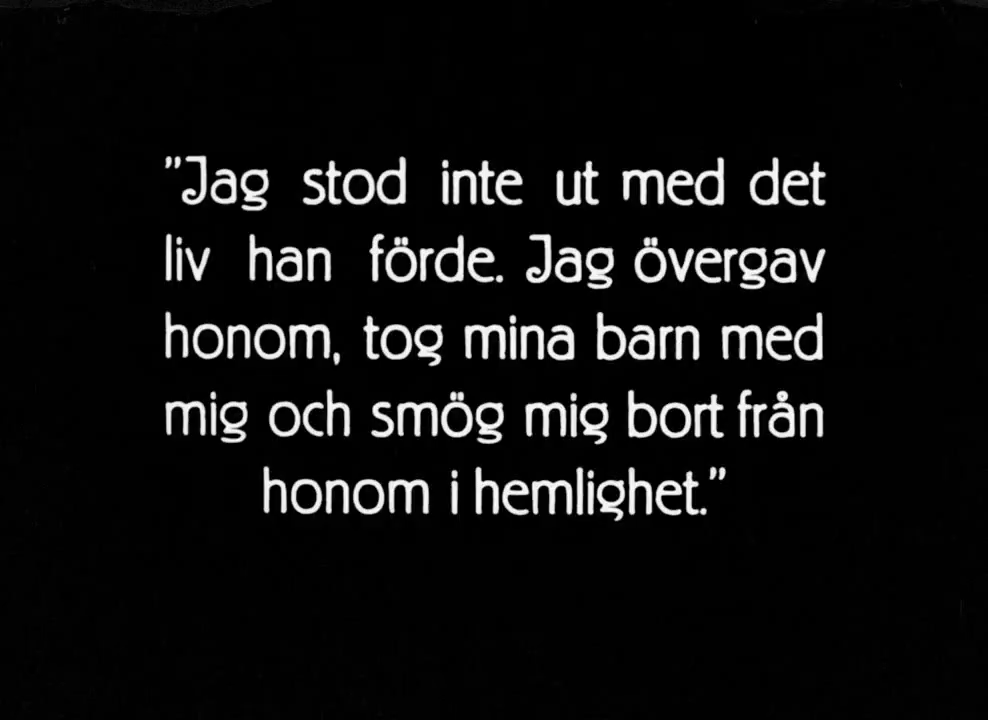 "Jag stod inte ut med det
liv han förde. Jag övergav
honom, tog mina barn med
mig och smög mig bort från
honom i hemlighet."